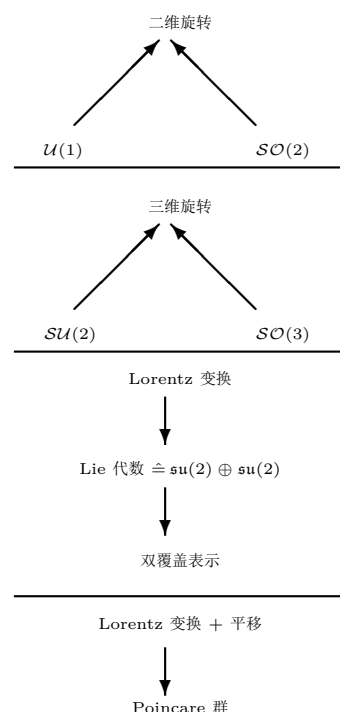 二维旋转
U(1) SO(2)
三维旋转
SU(2) SO(3)
Lorentz 变换
Lie 代数 ≙ 𝔰𝔲(2) ⊕ 𝔰𝔲(2)
双覆盖表示
Lorentz 变换 + 平移
Poincare 群